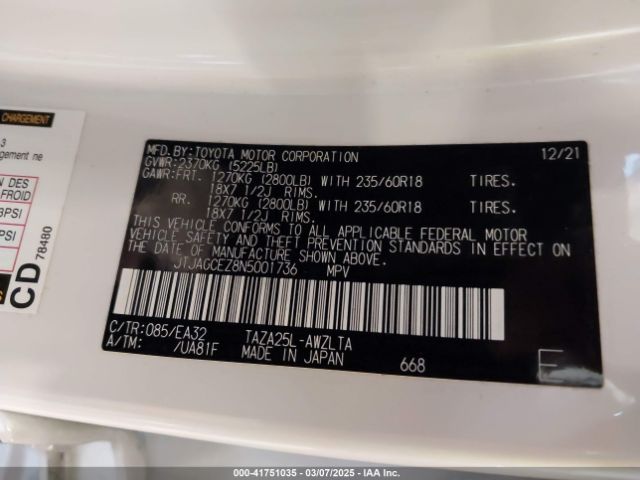 CHARGEMENT
3
gement ne
ON DES
FROID
PSI
PSI
CD
78480
MFD.BY:TOYOTA MOTOR CORPORATION 12/21
GVWR:2370KG (5225LB)
GAWR:FRT. 1270KG (2800LB) WITH 235/60R18 TIRES.
18X7 1/2J RIMS.
RR. 1270KG (2800LB) WITH 235/60R18 TIRES.
18X7 1/2J RIMS.
THIS VEHICLE CONFORMS TO ALL APPLICABLE FEDERAL MOTOR
VEHICLE SAFETY AND THEFT PREVENTION STANDARDS IN EFFECT ON
THE DATE OF MANUFACTURE SHOWN ABOVE.
JTJAGCEZ8N5001736 MPV
C/TR:085/EA32 TAZA25L-AWZLTA
A/TM: /UA81F MADE IN JAPAN 668 E
000-41751035 - 03/07/2025 - IAA Inc.